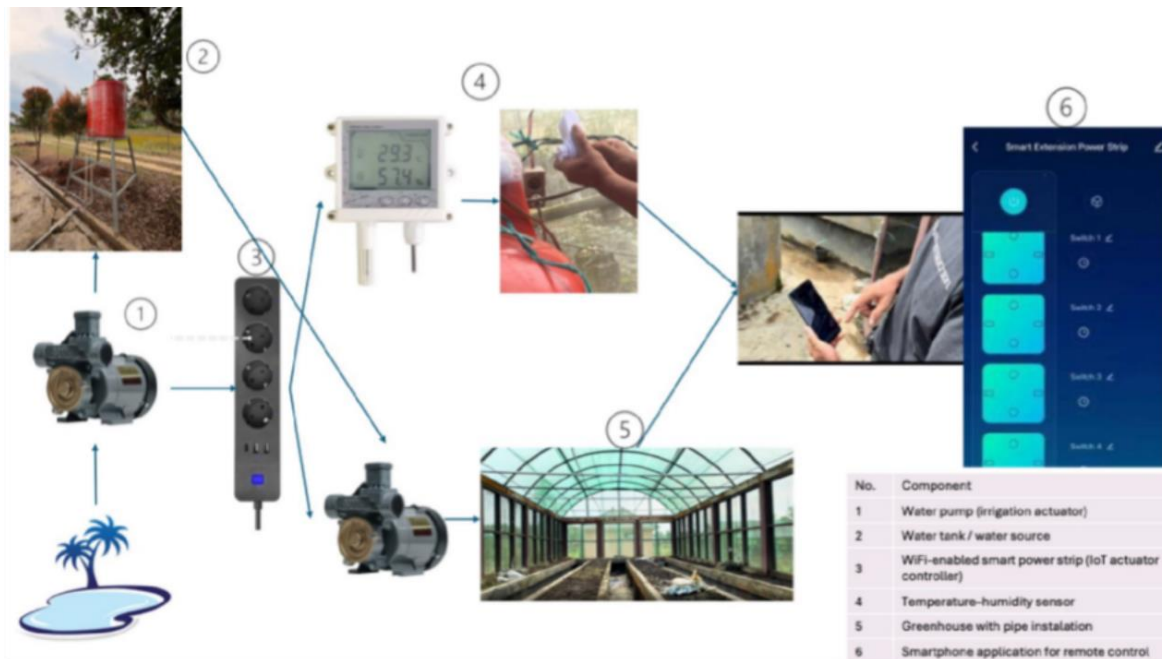 2
4
6
Smart Extension Power Strip
29.3
57.4
Switch 1
3
1
Switch 2
Switch 3
5
Switch 4
No. Component
1 Water pump (irrigation actuator)
2 Water tank / water source
3 WiFi-enabled smart power strip (IoT actuator
controller)
4 Temperature–humidity sensor
5 Greenhouse with pipe instalation
6 Smartphone application for remote control